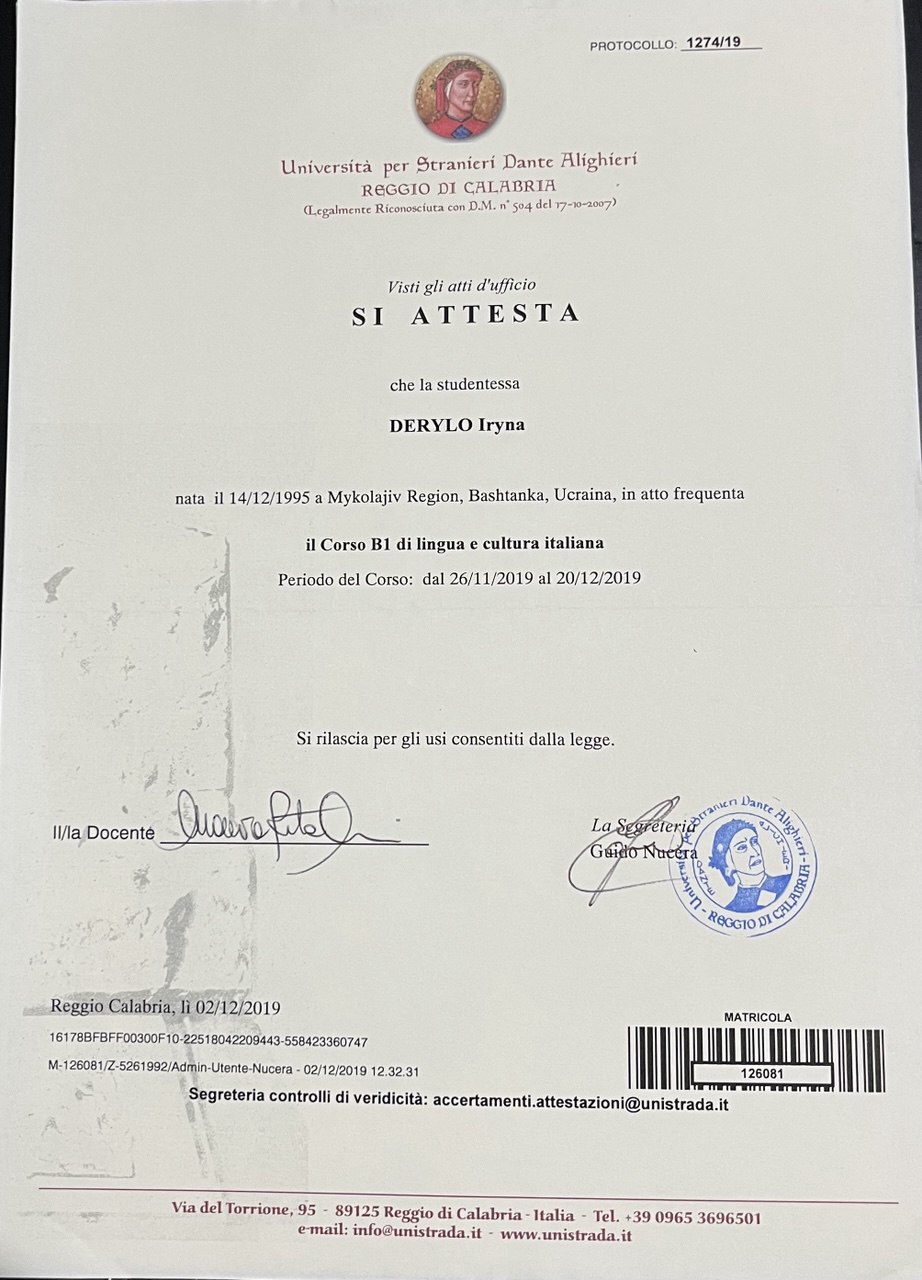 PROTOCOLLO: 1274/19
Università per Stranieri Dante Alighieri
REGGIO DI CALABRIA
(Legalmente Riconosciuta con D.M. n° 504 del 17-10-2007)
Visti gli atti d'ufficio
SI ATTESTA
che la studentessa
DERYLO Iryna
nata il 14/12/1995 a Mykolajiv Region, Bashtanka, Ucraina, in atto frequenta
il Corso B1 di lingua e cultura italiana
Periodo del Corso: dal 26/11/2019 al 20/12/2019
Si rilascia per gli usi consentiti dalla legge.
Il/la Docente
La Segreteria
Guido Nucera
Università per Stranieri Dante Alighieri - REGGIO DI CALABRIA -
Reggio Calabria, lì 02/12/2019
16178BFBFF00300F10-22518042209443-558423360747
M-126081/Z-5261992/Admin-Utente-Nucera - 02/12/2019 12.32.31
MATRICOLA
126081
Segreteria controlli di veridicità: accertamenti.attestazioni@unistrada.it
Via del Torrione, 95 - 89125 Reggio di Calabria - Italia - Tel. +39 0965 3696501
e-mail: info@unistrada.it - www.unistrada.it